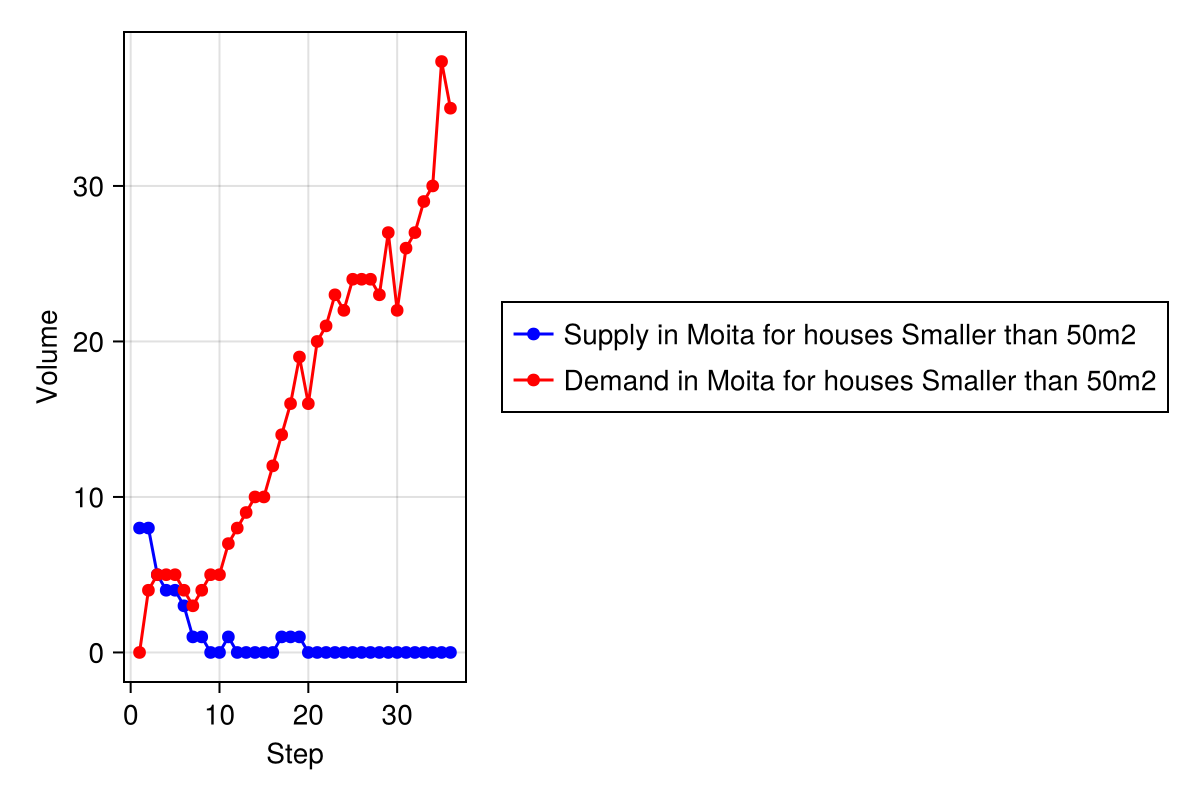 30
20
10
0
Volume
0 10 20 30
Step
Supply in Moita for houses Smaller than 50m2
Demand in Moita for houses Smaller than 50m2